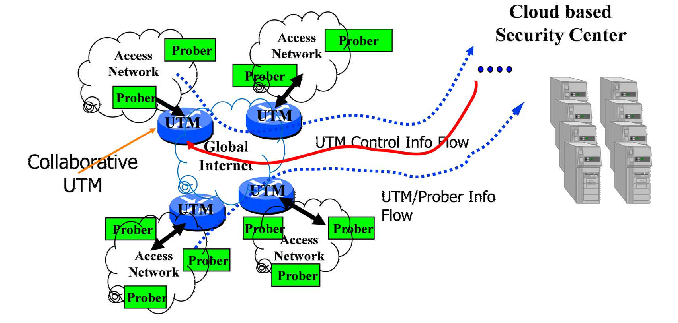 Cloud based
Security Center
Access
Network
Prober
Prober
Access
Network
Prober
Prober
UTM
UTM
Global
Internet
UTM Control Info Flow
Collaborative
UTM
UTM
UTM
UTM/Prober Info
Flow
Prober
Prober
Access
Network
Prober
Prober
Prober
Access
Network
Prober
Prober